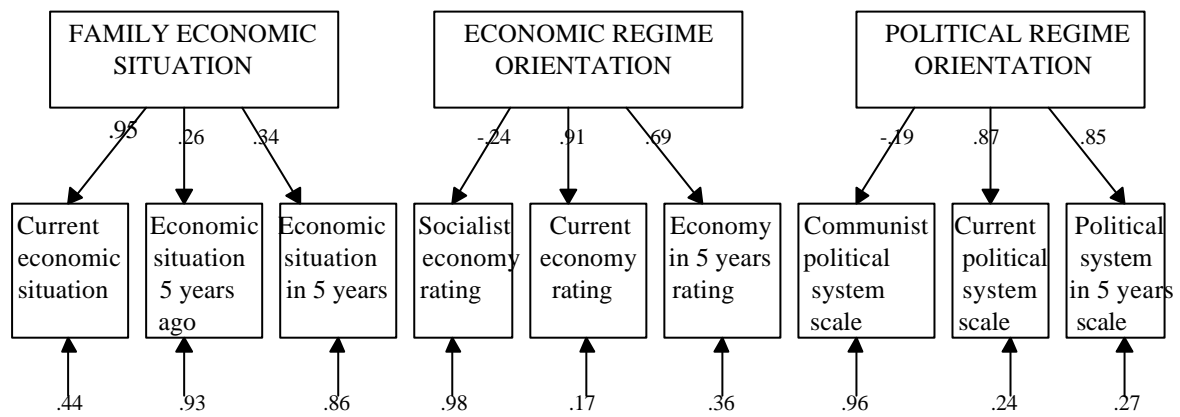 FAMILY ECONOMIC
SITUATION
ECONOMIC REGIME
ORIENTATION
POLITICAL REGIME
ORIENTATION
.95
.26
.34
-.24
.91
.69
-.19
.87
.85
Current
economic
situation
Economic
situation
5 years
ago
Economic
situation
in 5 years
Socialist
economy
rating
Current
economy
rating
Economy
in 5 years
rating
Communist
political
system
scale
Current
political
system
scale
Political
system
in 5 years
scale
.44
.93
.86
.98
.17
.36
.96
.24
.27